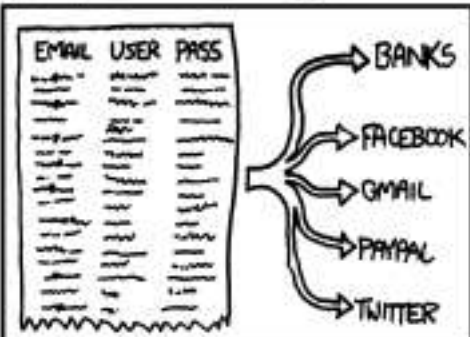 EMAIL USER PASS
BANKS
FACEBOOK
GMAIL
PAYPAL
TWITTER